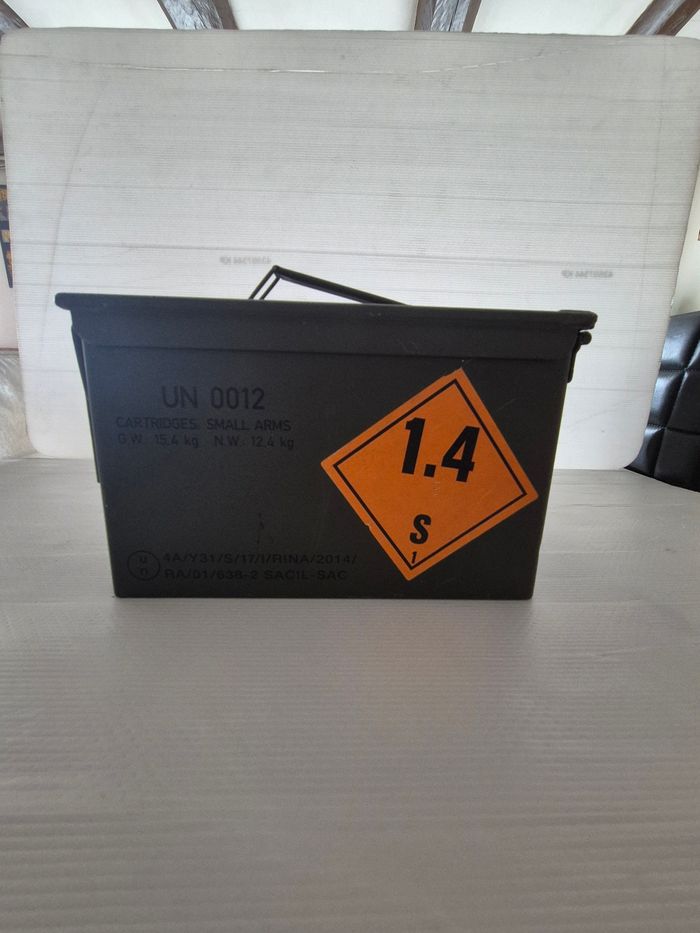 UN 0012
CARTRIDGES SMALL ARMS
G.W. 15,4 kg N.W. 12,4 kg
1.4
S
1
u
n
4A/Y31/S/17/I/RINA/2014/
RA/01/638-2 SACIL-SAC